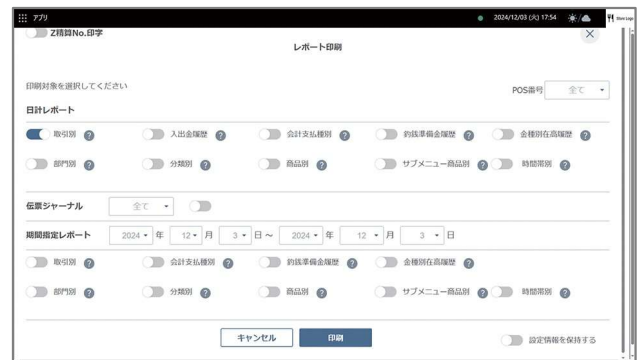 アプリ 2024/12/03 (火) 17:54 Store Logo
Z精算No.印字
レポート印刷
印刷対象を選択してください POS番号 全て
日計レポート
取引別 ? 入出金履歴 ? 会計支払種別 ? 釣銭準備金履歴 ? 金種別在高履歴 ?
部門別 ? 分類別 ? 商品別 ? サブメニュー商品別 ? 時間帯別 ?
伝票ジャーナル 全て
期間指定レポート 2024 年 12 月 3 日 ～ 2024 年 12 月 3 日
取引別 ? 会計支払種別 ? 釣銭準備金履歴 ? 金種別在高履歴 ?
部門別 ? 分類別 ? 商品別 ? サブメニュー商品別 ? 時間帯別 ?
キャンセル 印刷 設定情報を保持する